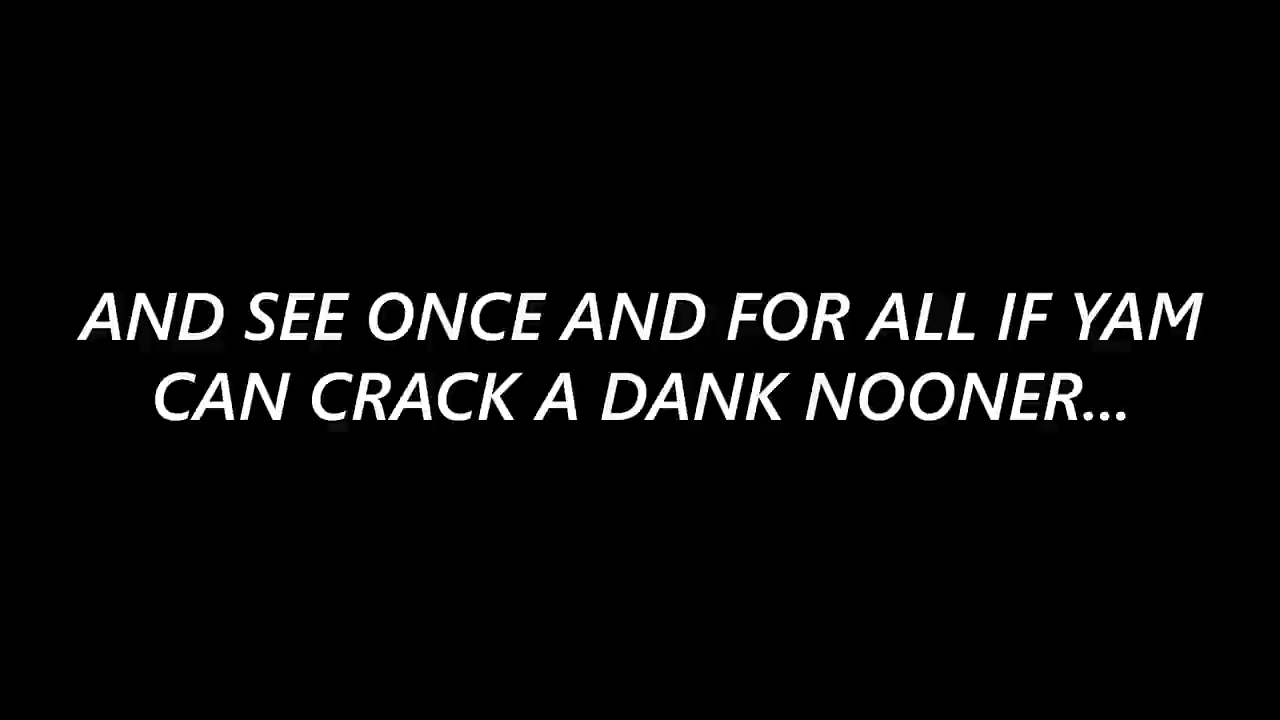 AND SEE ONCE AND FOR ALL IF YAM
CAN CRACK A DANK NOONER...